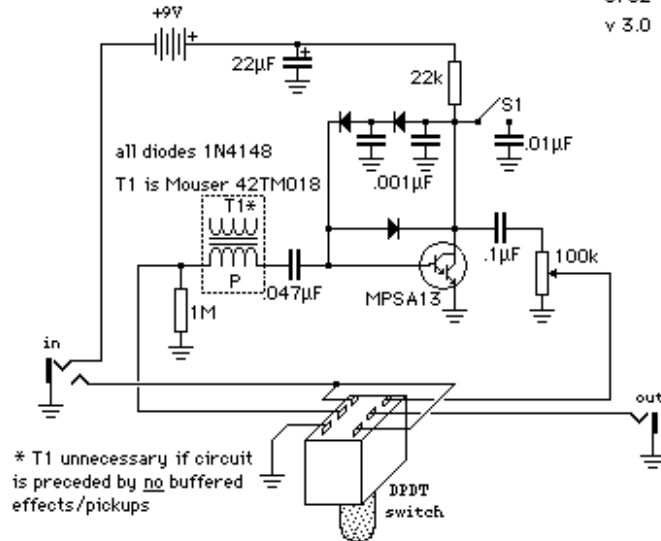 +9V
v 3.0
+
+
22µF
22k
S1
.01µF
all diodes 1N4148
.001µF
T1 is Mouser 42TM018
T1*
P
.047µF
MPSA13
.1µF
100k
1M
in
out
* T1 unnecessary if circuit
is preceded by no buffered
effects/pickups
DPDT
switch